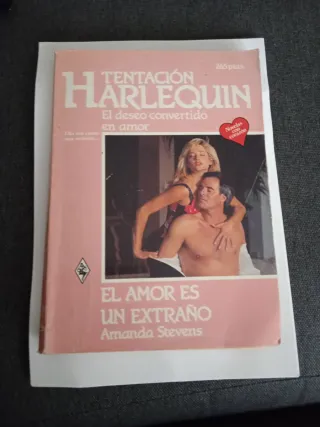 TENTACIÓN
HARLEQUIN
El deseo convertido
en amor
EL AMOR ES
UN EXTRAÑO
Amanda Stevens